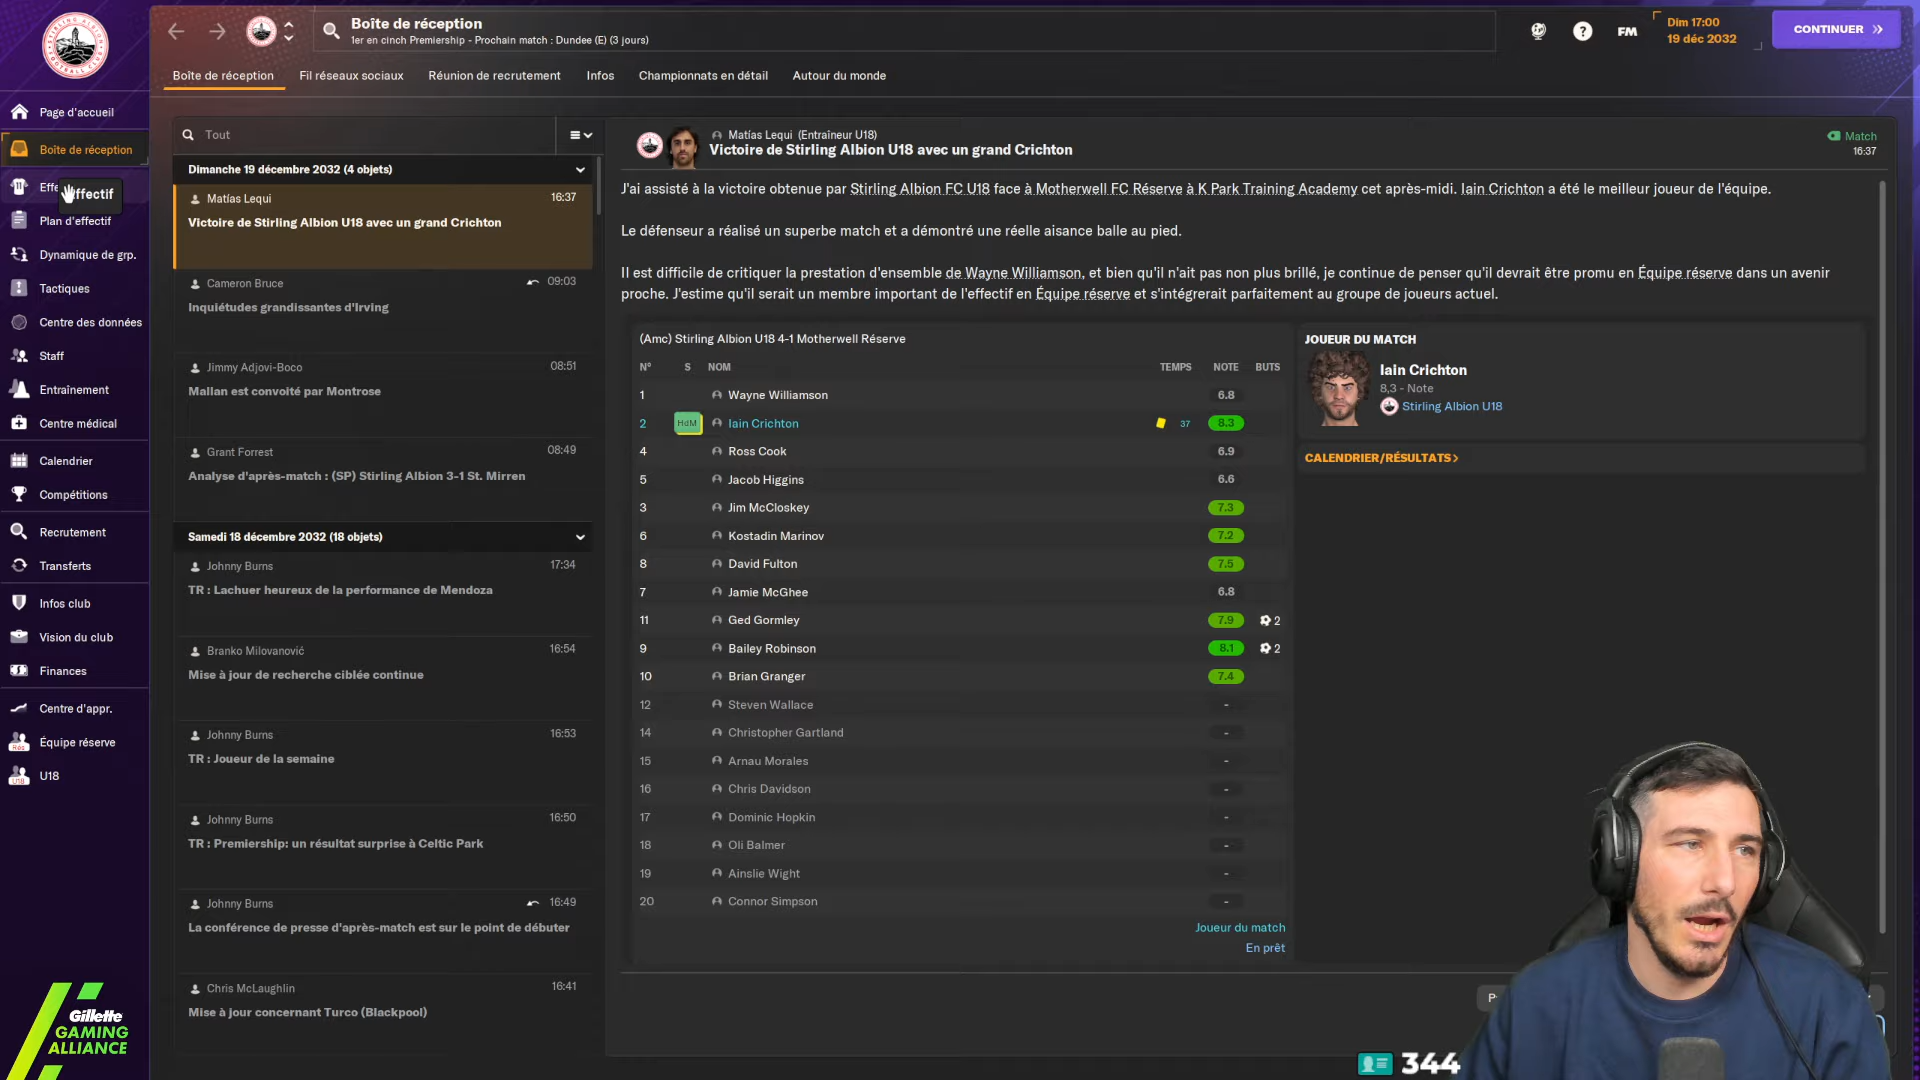 Boîte de réception
1er en cinch Premiership - Prochain match : Dundee (E) (3 jours)
FM
Dim 17:00
19 déc 2032
CONTINUER
Boîte de réception
Fil réseaux sociaux
Réunion de recrutement
Infos
Championnats en détail
Autour du monde
Page d'accueil
Boîte de réception
Effe
Effectif
Plan d'effectif
Dynamique de grp.
Tactiques
Centre des données
Staff
Entraînement
Centre médical
Calendrier
Compétitions
Recrutement
Transferts
Infos club
Vision du club
Finances
Centre d'appr.
Équipe réserve
U18
Gillette
GAMING
ALLIANCE
Tout
Dimanche 19 décembre 2032 (4 objets)
Matías Lequi 16:37
Victoire de Stirling Albion U18 avec un grand Crichton
Cameron Bruce 09:03
Inquiétudes grandissantes d'Irving
Jimmy Adjovi-Boco 08:51
Mallan est convoité par Montrose
Grant Forrest 08:49
Analyse d'après-match : (SP) Stirling Albion 3-1 St. Mirren
Samedi 18 décembre 2032 (18 objets)
Johnny Burns 17:34
TR : Lachuer heureux de la performance de Mendoza
Branko Milovanović 16:54
Mise à jour de recherche ciblée continue
Johnny Burns 16:53
TR : Joueur de la semaine
Johnny Burns 16:50
TR : Premiership: un résultat surprise à Celtic Park
Johnny Burns 16:49
La conférence de presse d'après-match est sur le point de débuter
Chris McLaughlin 16:41
Mise à jour concernant Turco (Blackpool)
Matías Lequi (Entraîneur U18)
Victoire de Stirling Albion U18 avec un grand Crichton
Match
16:37
J'ai assisté à la victoire obtenue par Stirling Albion FC U18 face à Motherwell FC Réserve à K Park Training Academy cet après-midi. Iain Crichton a été le meilleur joueur de l'équipe.
Le défenseur a réalisé un superbe match et a démontré une réelle aisance balle au pied.
Il est difficile de critiquer la prestation d'ensemble de Wayne Williamson, et bien qu'il n'ait pas non plus brillé, je continue de penser qu'il devrait être promu en Équipe réserve dans un avenir
proche. J'estime qu'il serait un membre important de l'effectif en Équipe réserve et s'intégrerait parfaitement au groupe de joueurs actuel.
(Amc) Stirling Albion U18 4-1 Motherwell Réserve
N° S NOM TEMPS NOTE BUTS
1 Wayne Williamson 6.8
2 HdM Iain Crichton 37 8.3
4 Ross Cook 6.9
5 Jacob Higgins 6.6
3 Jim McCloskey 7.3
6 Kostadin Marinov 7.2
8 David Fulton 7.5
7 Jamie McGhee 6.8
11 Ged Gormley 7.9 2
9 Bailey Robinson 8.1 2
10 Brian Granger 7.4
12 Steven Wallace -
14 Christopher Gartland -
15 Arnau Morales -
16 Chris Davidson -
17 Dominic Hopkin -
18 Oli Balmer -
19 Ainslie Wight -
20 Connor Simpson -
Joueur du match
En prêt
JOUEUR DU MATCH
Iain Crichton
8,3 - Note
Stirling Albion U18
CALENDRIER/RÉSULTATS>
344